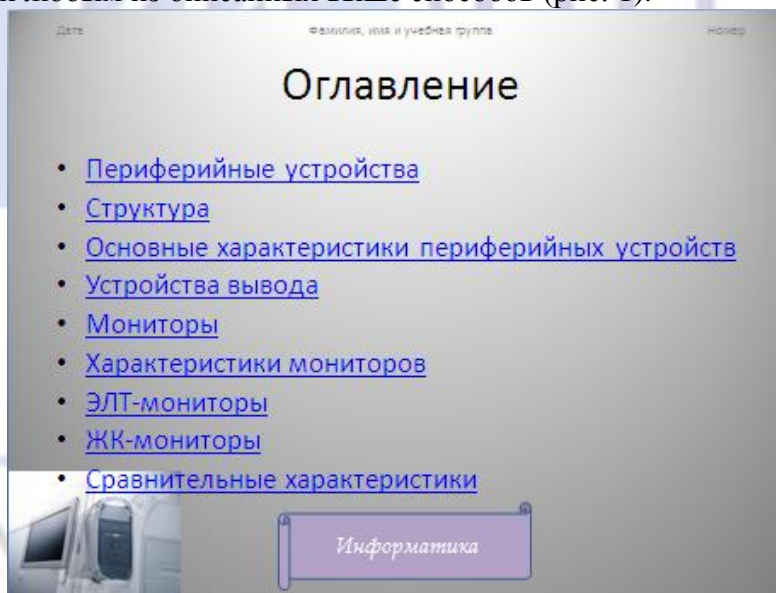 любым из описанных выше способов (рис. 1).
Дата Фамилия, имя и учебная группа Номер
Оглавление
• Периферийные устройства
• Структура
• Основные характеристики периферийных устройств
• Устройства вывода
• Мониторы
• Характеристики мониторов
• ЭЛТ-мониторы
• ЖК-мониторы
• Сравнительные характеристики
Информатика